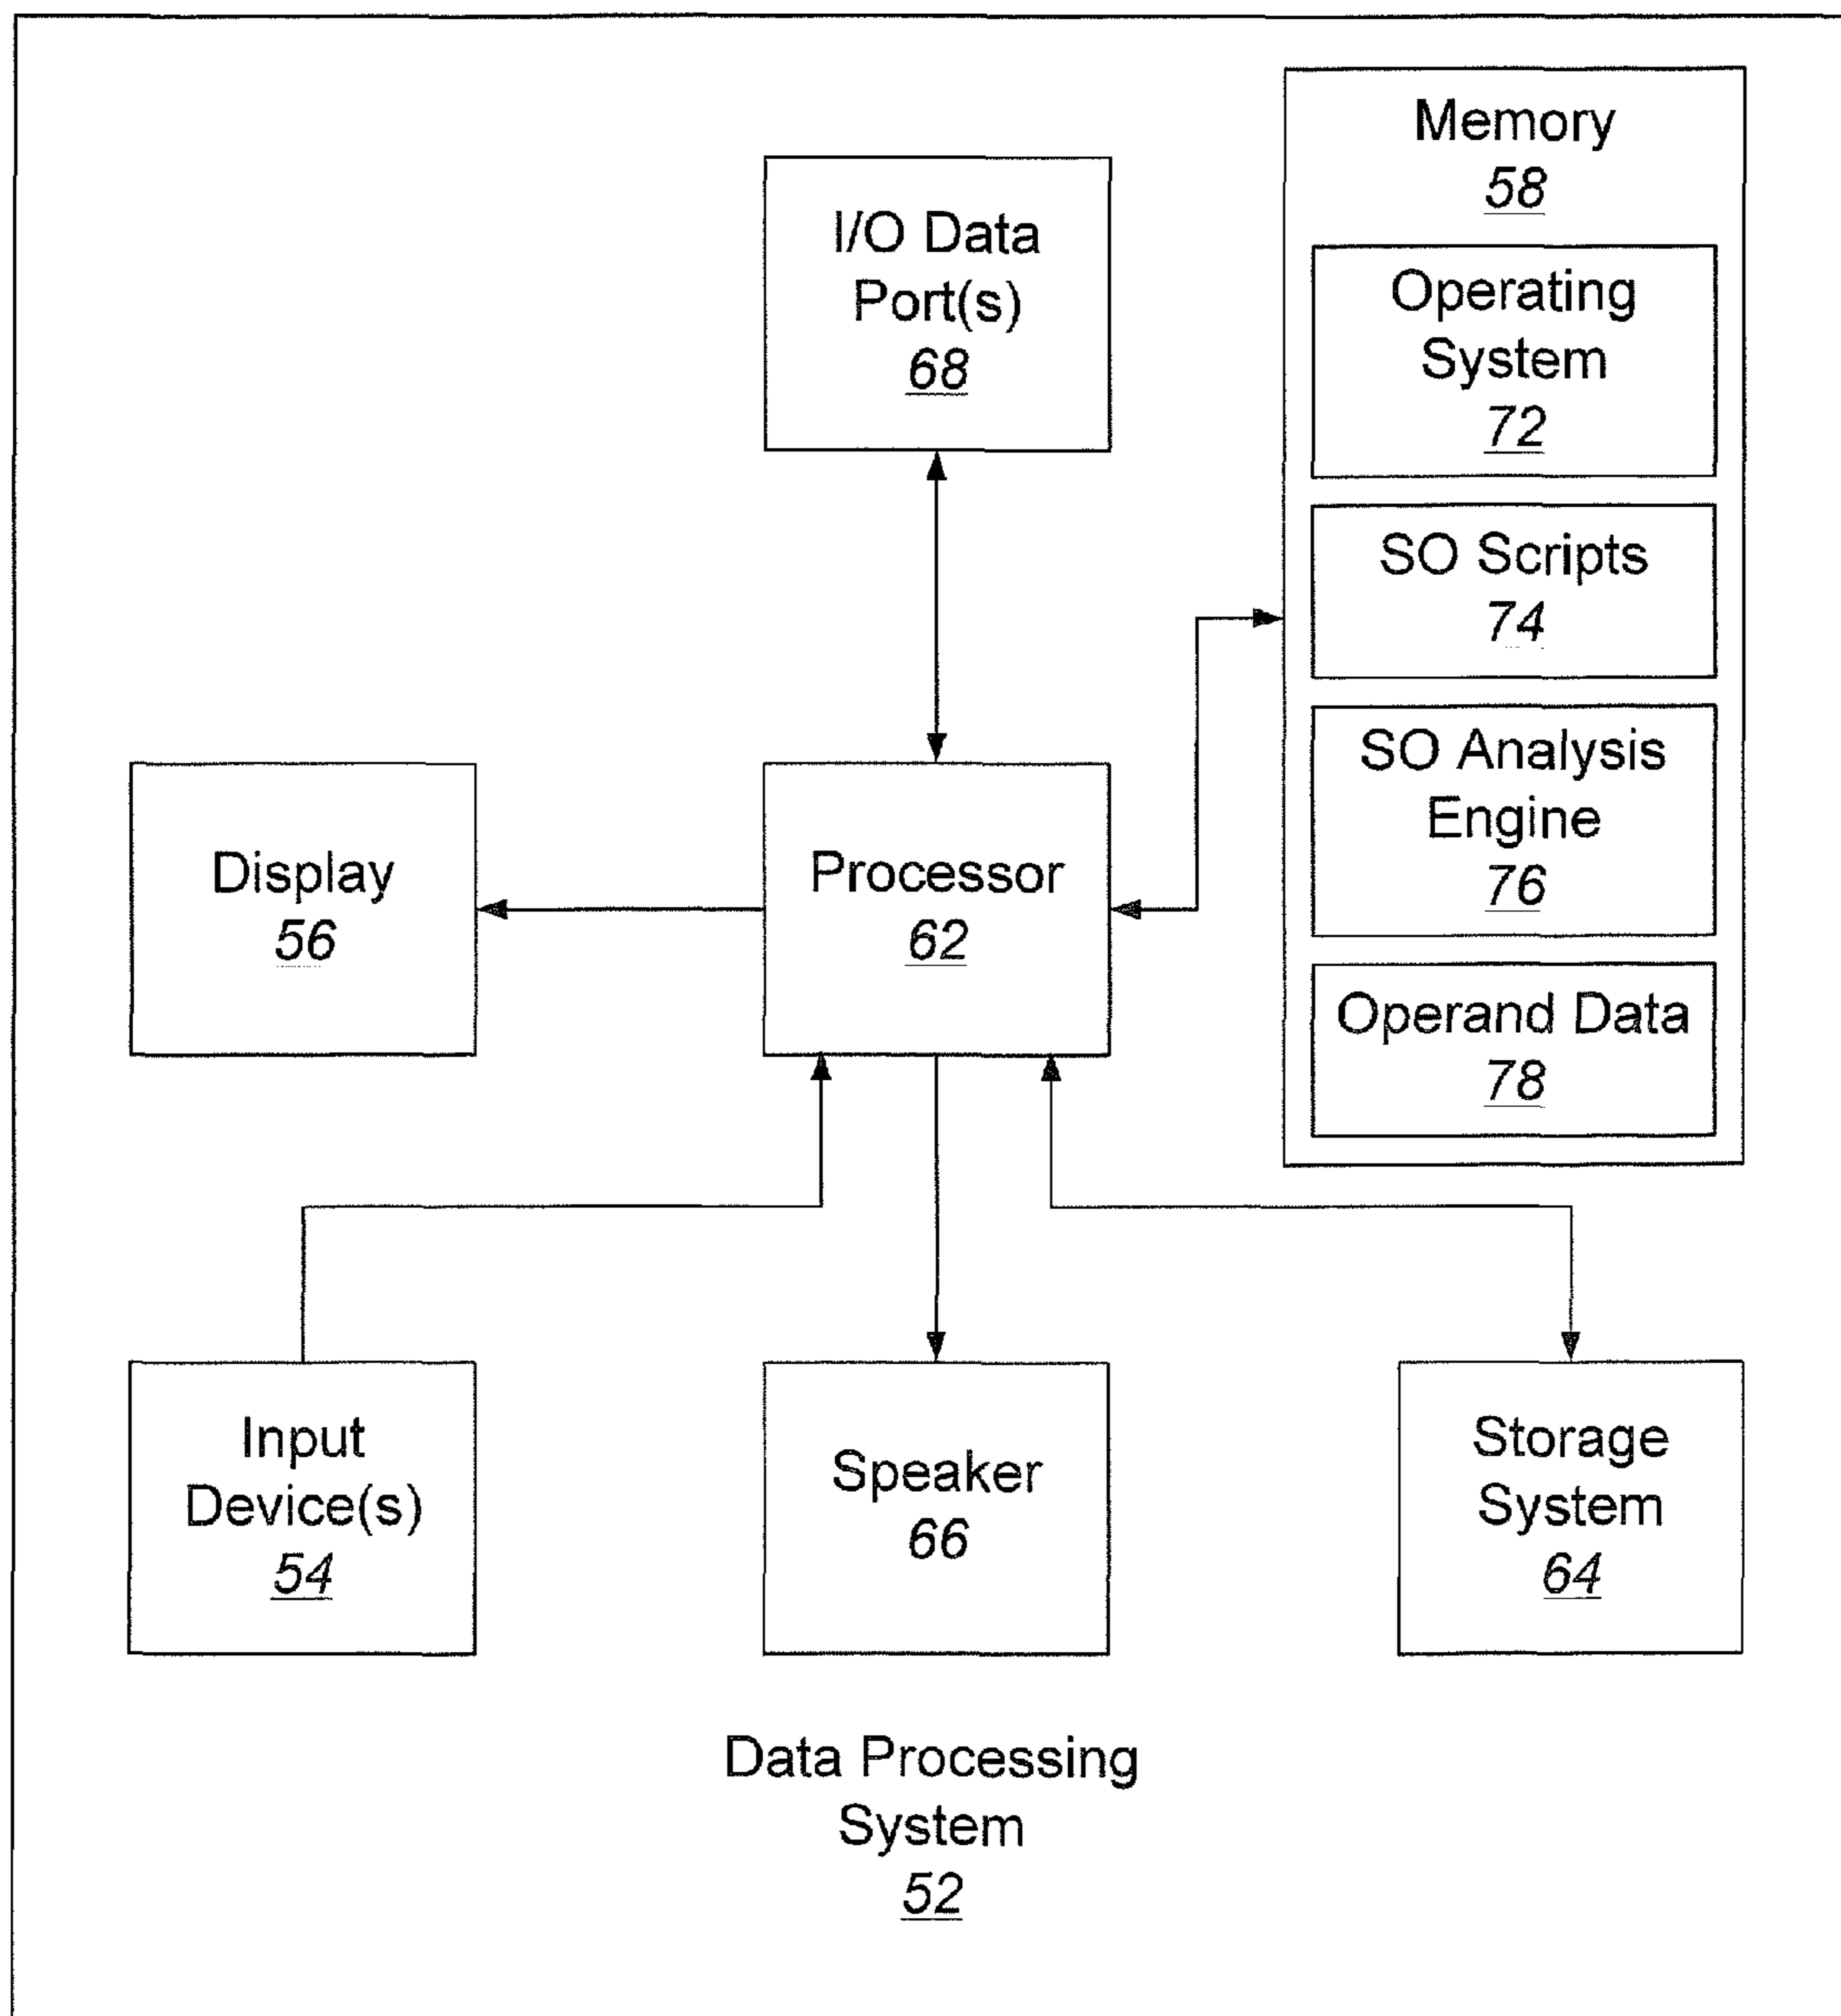 Memory
58
I/O Data
Port(s)
68
Operating
System
72
SO Scripts
74
SO Analysis
Engine
76
Operand Data
78
Display
56
Processor
62
Input
Device(s)
54
Speaker
66
Storage
System
64
Data Processing
System
52